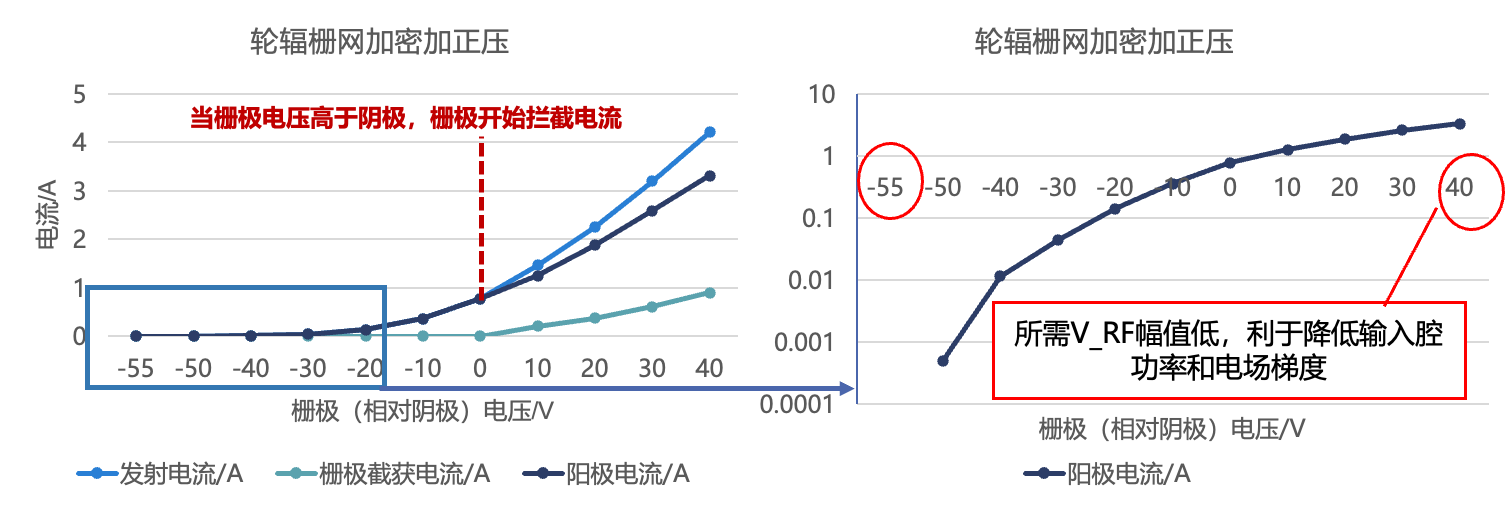 轮辐栅网加密加正压
5
4
3
2
1
0
电流/A
当栅极电压高于阴极，栅极开始拦截电流
-55 -50 -40 -30 -20 -10 0 10 20 30 40
栅极（相对阴极）电压/V
发射电流/A 栅极截获电流/A 阳极电流/A
轮辐栅网加密加正压
10
1
0.1
0.01
0.001
0.0001
-55 -50 -40 -30 -20 -10 0 10 20 30 40
所需V_RF幅值低，利于降低输入腔
功率和电场梯度
栅极（相对阴极）电压/V
阳极电流/A